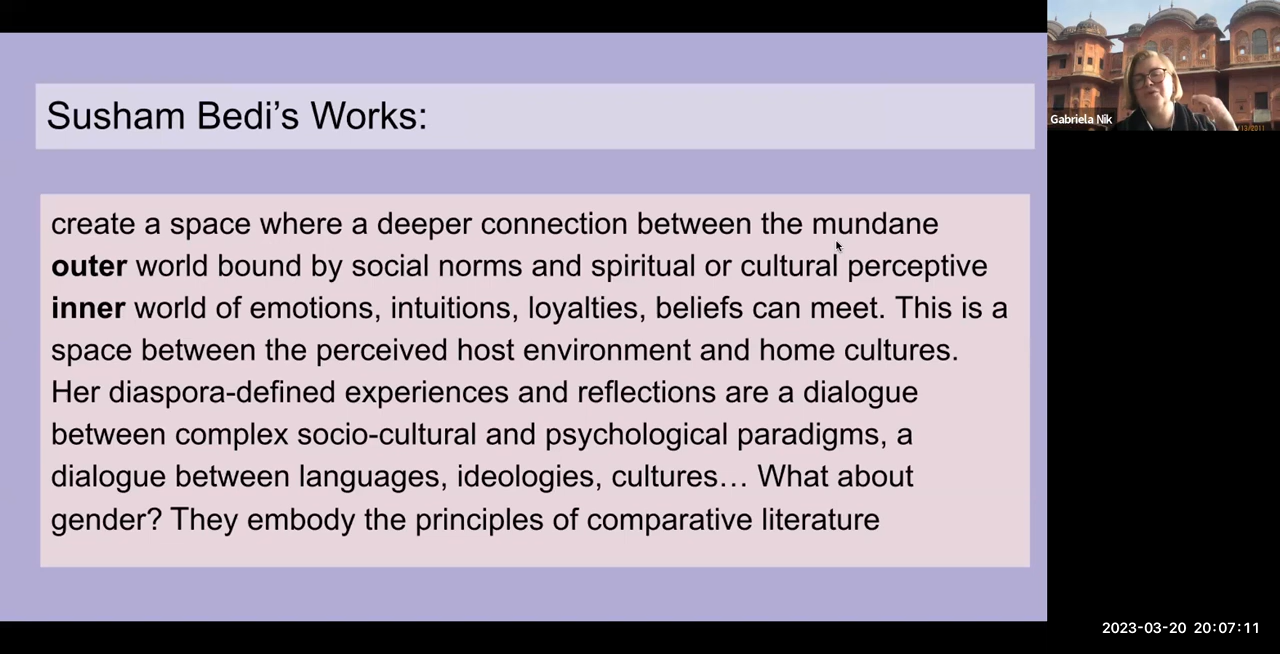 Susham Bedi’s Works:
create a space where a deeper connection between the mundane
outer world bound by social norms and spiritual or cultural perceptive
inner world of emotions, intuitions, loyalties, beliefs can meet. This is a
space between the perceived host environment and home cultures.
Her diaspora-defined experiences and reflections are a dialogue
between complex socio-cultural and psychological paradigms, a
dialogue between languages, ideologies, cultures… What about
gender? They embody the principles of comparative literature
Gabriela Nik
2023-03-20 20:07:11